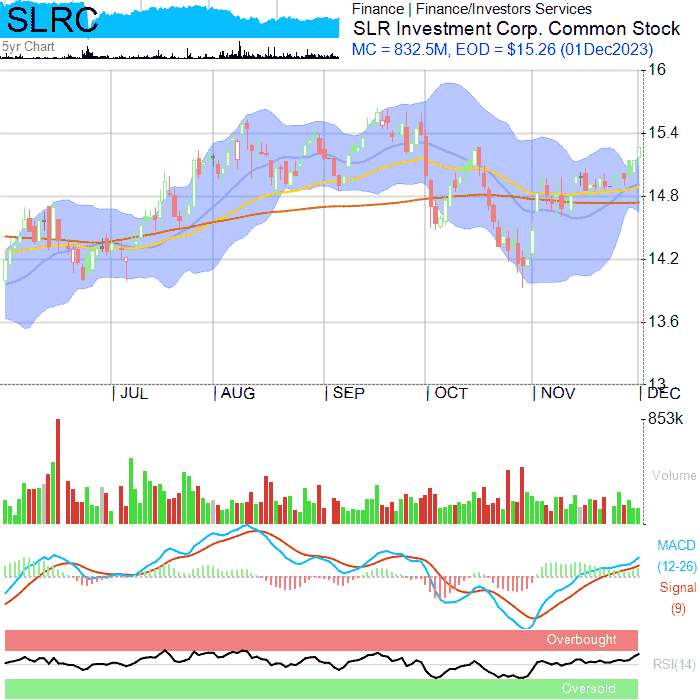 SLRC
5yr Chart
Finance | Finance/Investors Services
SLR Investment Corp. Common Stock
MC = 832.5M, EOD = $15.26 (01Dec2023)
16
15.4
14.8
14.2
13.6
13
JUL
AUG
SEP
OCT
NOV
DEC
853k
Volume
MACD
(12-26)
Signal
(9)
Overbought
RSI(14)
Oversold